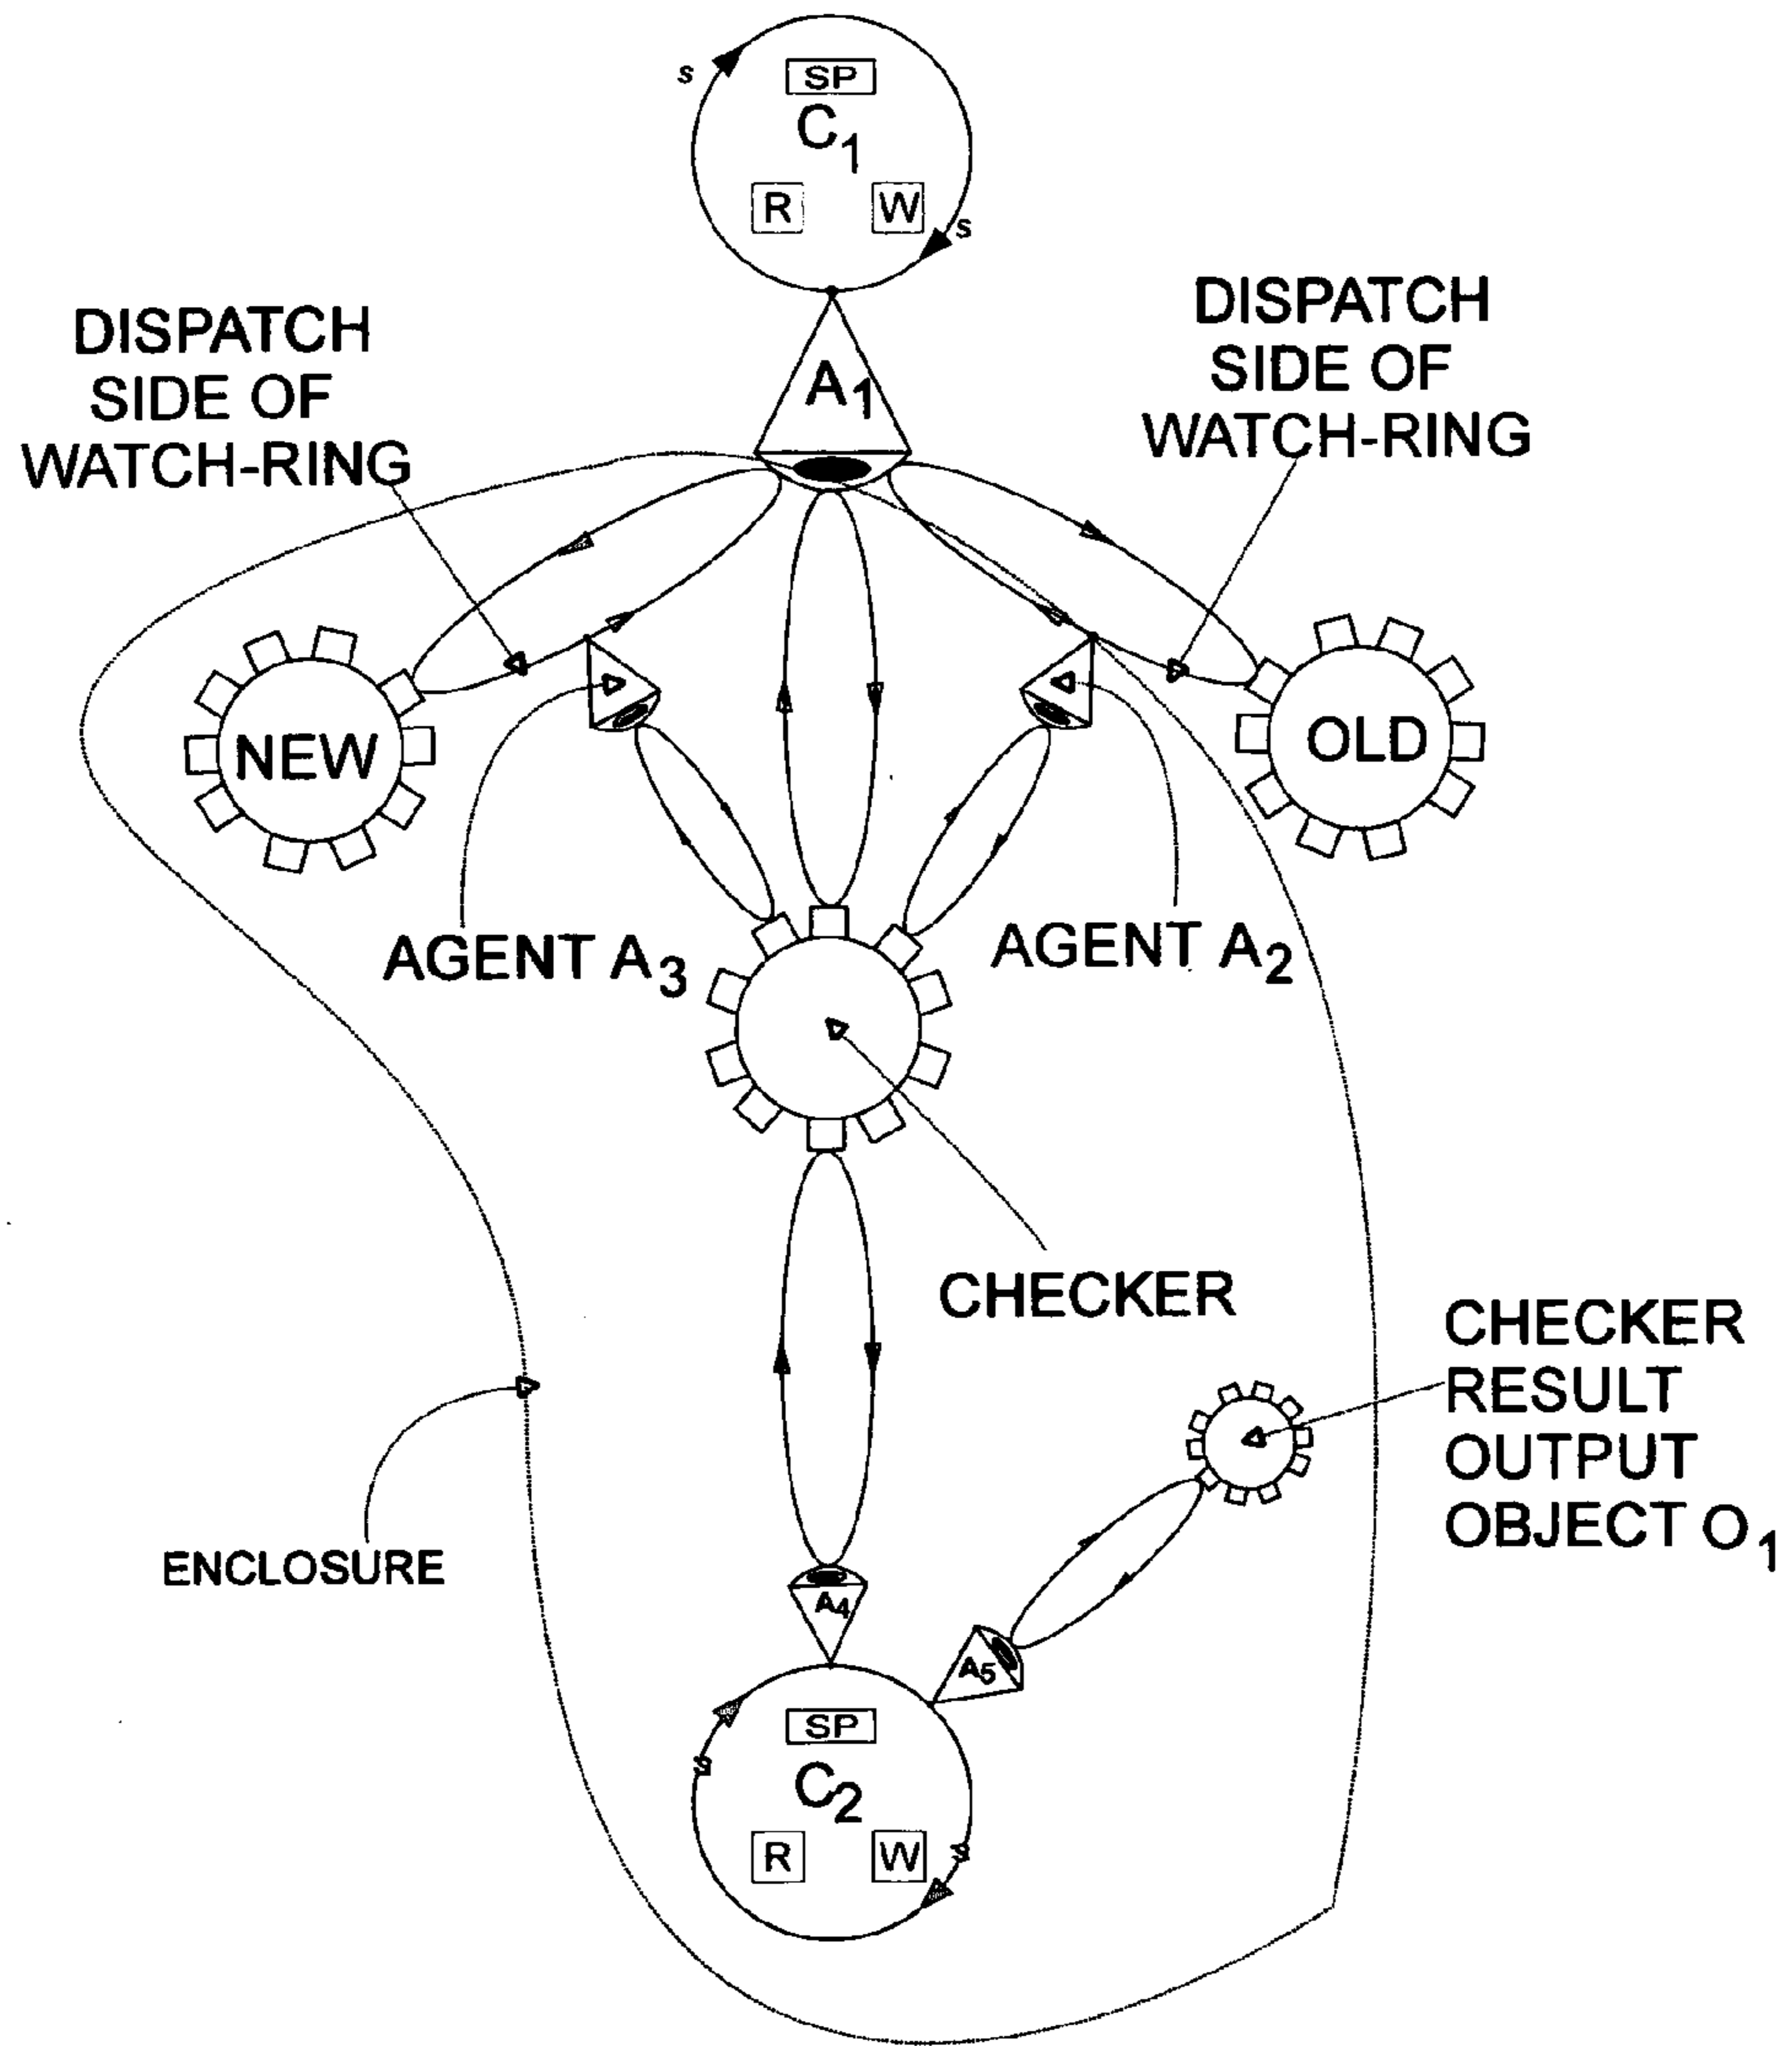 s
SP
C1
R
W
s
DISPATCH
SIDE OF
WATCH-RING
DISPATCH
SIDE OF
WATCH-RING
A1
NEW
OLD
AGENT A3
AGENT A2
CHECKER
CHECKER
RESULT
OUTPUT
OBJECT O1
ENCLOSURE
A4
A5
SP
s
C2
R
W
s